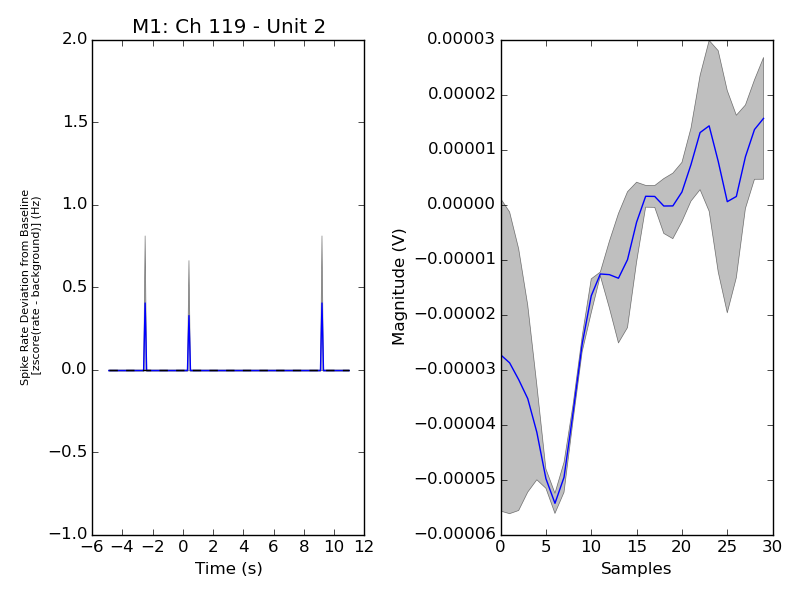 M1: Ch 119 - Unit 2
2.0
1.5
1.0
0.5
0.0
−0.5
−1.0
−6 −4 −2 0 2 4 6 8 10 12
Time (s)
Spike Rate Deviation from Baseline
[zscore(rate - background)] (Hz)
0.00003
0.00002
0.00001
0.00000
−0.00001
−0.00002
−0.00003
−0.00004
−0.00005
−0.00006
0 5 10 15 20 25 30
Samples
Magnitude (V)